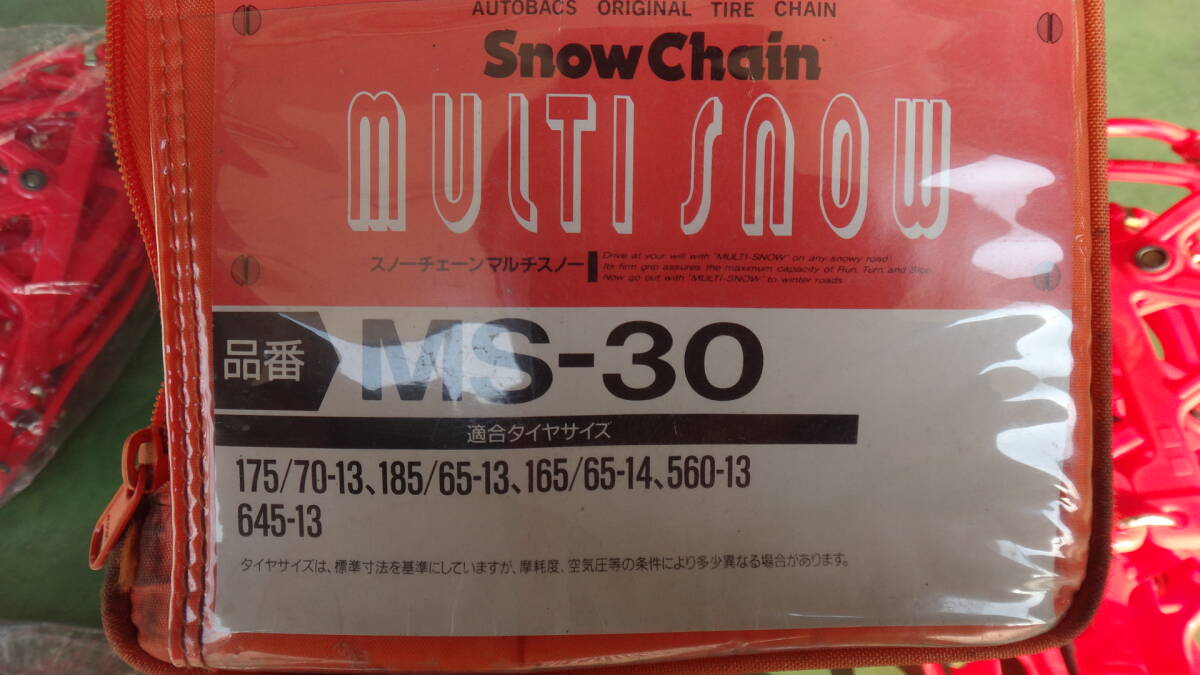 AUTOBACS ORIGINAL TIRE CHAIN
SnowChain
MULTI SNOW
スノーチェーンマルチスノー
Drive at your will with "MULTI-SNOW" on any snowy road!
Its firm grip assures the maximum capacity of Run, Turn, and Stop.
Now go out with "MULTI-SNOW" to winter roads.
品番 MS-30
適合タイヤサイズ
175/70-13、185/65-13、165/65-14、560-13
645-13
タイヤサイズは、標準寸法を基準にしていますが、摩耗度、空気圧等の条件により多少異なる場合があります。